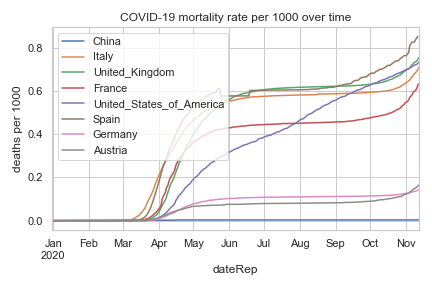 COVID-19 mortality rate per 1000 over time
deaths per 1000
0.8
0.6
0.4
0.2
0.0
China
Italy
United_Kingdom
France
United_States_of_America
Spain
Germany
Austria
Jan Feb Mar Apr May Jun Jul Aug Sep Oct Nov
2020
dateRep